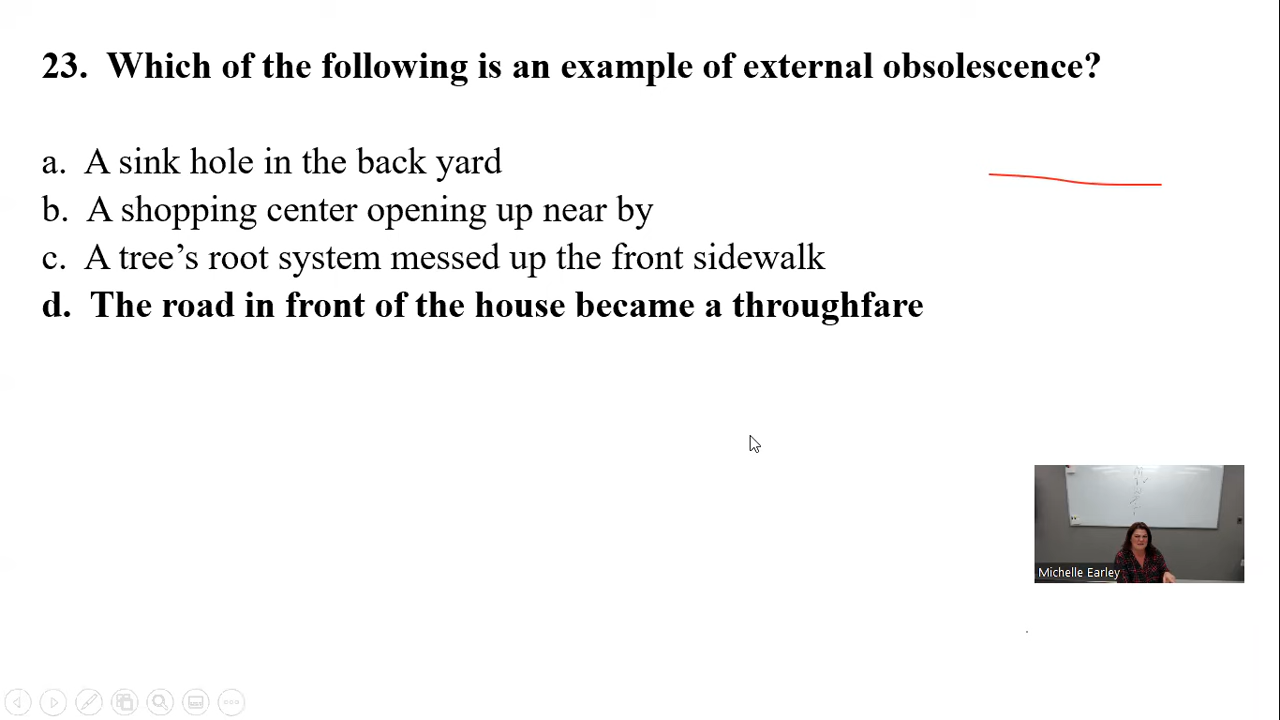 23. Which of the following is an example of external obsolescence?
a. A sink hole in the back yard
b. A shopping center opening up near by
c. A tree’s root system messed up the front sidewalk
d. The road in front of the house became a throughfare
Michelle Earley